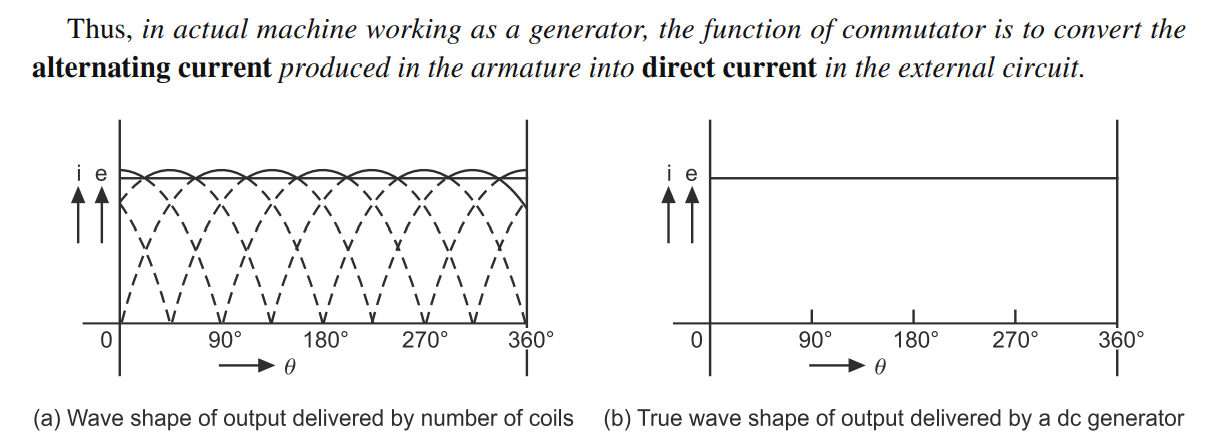 Thus, in actual machine working as a generator, the function of commutator is to convert the
alternating current produced in the armature into direct current in the external circuit.
i e
0 90° 180° 270° 360°
θ
(a) Wave shape of output delivered by number of coils
i e
0 90° 180° 270° 360°
θ
(b) True wave shape of output delivered by a dc generator